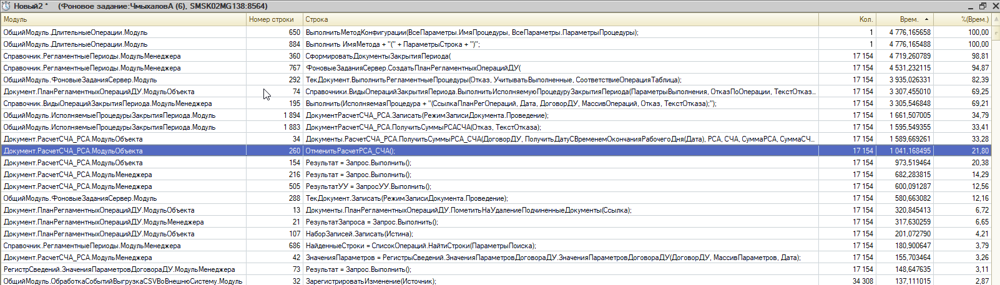 Новый2 * (Фоновое задание:ЧмыхаловА (6), SMSK02MG138:8564)
Модуль Номер строки Строка Кол. Врем. %(Врем.)
ОбщийМодуль.ДлительныеОперации.Модуль 650 ВыполнитьМетодКонфигурации(ВсеПараметры.ИмяПроцедуры, ВсеПараметры.ПараметрыПроцедуры); 1 4 776,165658 100,00
ОбщийМодуль.ДлительныеОперации.Модуль 884 Выполнить ИмяМетода + "(" + ПараметрыСтрока + ")"; 1 4 776,165488 100,00
Справочник.РегламентныеПериоды.МодульМенеджера 360 СформироватьДокументыЗакрытияПериода( 17 154 4 719,260789 98,81
Справочник.РегламентныеПериоды.МодульМенеджера 767 ФоновыеЗаданияСервер.СоздатьПланРегламентныхОперацийДУ( 17 154 4 531,232115 94,87
ОбщийМодуль.ФоновыеЗаданияСервер.Модуль 292 ТекДокумент.ВыполнитьРегламентныеПроцедуры(Отказ, УчитыватьВыполненные, СоответствиеОперацияТаблица); 17 154 3 935,026331 82,39
Документ.ПланРегламентныхОперацийДУ.МодульОбъекта 74 Справочники.ВидыОперацийЗакрытияПериода.ВыполнитьИсполняемуюПроцедуруЗакрытияПериода(ПараметрыВыполнения, ОтказПоОперации, ТекстОтказ... 17 154 3 307,455010 69,25
Справочник.ВидыОперацийЗакрытияПериода.МодульМенеджера 195 Выполнить(ИсполняемаяПроцедура + "(СсылкаПланРегОпераций, Дата, ДоговорДУ, МассивОпераций, Отказ, ТекстОтказа);"); 17 154 3 305,546848 69,21
ОбщийМодуль.ИсполняемыеПроцедурыЗакрытияПериода.Модуль 1 894 ДокументРасчетСЧА_РСА.Записать(РежимЗаписиДокумента.Проведение); 17 154 1 661,507005 34,79
ОбщийМодуль.ИсполняемыеПроцедурыЗакрытияПериода.Модуль 1 883 ДокументРасчетСЧА_РСА.ПолучитьСуммыРСАСЧА(Отказ, ТекстОтказа); 17 154 1 595,549355 33,41
Документ.РасчетСЧА_РСА.МодульОбъекта 34 Документы.РасчетСЧА_РСА.ПолучитьСуммыРСА_СЧА(ДоговорДУ, ПолучитьДатуСВременемОкончанияРабочегоДня(Дата), РСА, СЧА, СуммаРСА, СуммаСЧ... 17 154 1 589,669261 33,28
Документ.РасчетСЧА_РСА.МодульОбъекта 260 ОтменитьРасчетРСА_СЧА(); 17 154 1 041,168495 21,80
Документ.РасчетСЧА_РСА.МодульОбъекта 154 Результат = Запрос.Выполнить(); 17 154 973,519464 20,38
Документ.РасчетСЧА_РСА.МодульМенеджера 216 Результат = Запрос.Выполнить(); 17 154 682,283815 14,29
Документ.РасчетСЧА_РСА.МодульМенеджера 505 РезультатУУ = ЗапросУУ.Выполнить(); 17 154 600,091287 12,56
ОбщийМодуль.ФоновыеЗаданияСервер.Модуль 288 ТекДокумент.Записать(РежимЗаписиДокумента.Проведение); 17 154 580,663082 12,16
Документ.ПланРегламентныхОперацийДУ.МодульОбъекта 13 Документы.ПланРегламентныхОперацийДУ.ПометитьНаУдалениеПодчиненныеДокументы(Ссылка); 17 154 320,845413 6,72
Документ.ПланРегламентныхОперацийДУ.МодульМенеджера 21 РезультатЗапроса = Запрос.Выполнить(); 17 154 317,630259 6,65
Документ.ПланРегламентныхОперацийДУ.МодульОбъекта 107 НаборЗаписей.Записать(Истина); 17 154 201,072790 4,21
Справочник.РегламентныеПериоды.МодульМенеджера 686 НайденныеСтроки = СписокОпераций.НайтиСтроки(ПараметрыПоиска); 17 154 180,900647 3,79
Документ.РасчетСЧА_РСА.МодульМенеджера 42 ЗначенияПараметров = РегистрыСведений.ЗначенияПараметровДоговораДУ.ЗначенияПараметровДоговораДУ(ДоговорДУ, МассивПараметров, Дата); 17 154 155,703464 3,26
РегистрСведений.ЗначенияПараметровДоговораДУ.МодульМенеджера 73 Результат = Запрос.Выполнить(); 17 154 148,647635 3,11
ОбщийМодуль.ОбработкаСобытийВыгрузкаCSVВоВнешнюСистему.Модуль 32 ЗарегистрироватьИзменение(Источник); 34 308 137,111015 2,87